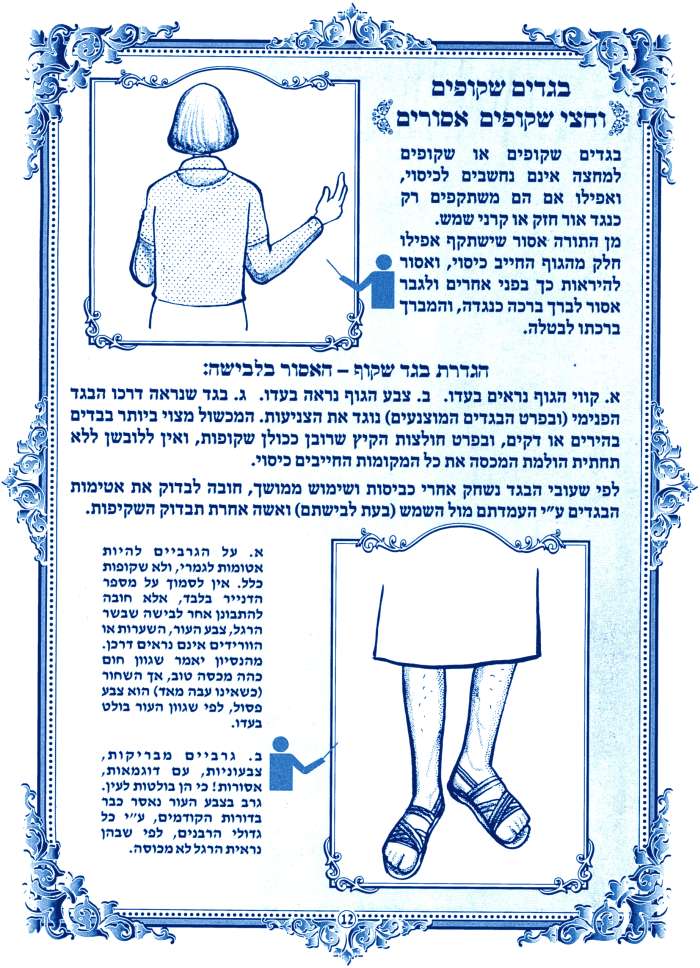 בגדים שקופים
וחצי שקופים אסורים
בגדים שקופים או שקופים
למחצה אינם נחשבים לכיסוי,
ואפילו אם הם משתקפים רק
כנגד אור חזק או קרני שמש.
מן התורה אסור שישתקף אפילו
חלק מהגוף החייב כיסוי, ואסור
להיראות כך בפני אחרים ולגבר
אסור לברך ברכה כנגדה, והמברך
ברכתו לבטלה.
הגדרת בגד שקוף – האסור בלבישה:
א. קווי הגוף נראים בעדו. ב. צבע הגוף נראה בעדו. ג. בגד שנראה דרכו הבגד
הפנימי (ובפרט הבגדים המוצנעים) נוגד את הצניעות. המכשול מצוי ביותר בבדים
בהירים או דקים, ובפרט חולצות הקיץ שרובן ככולן שקופות, ואין ללובשן ללא
תחתית הולמת המכסה את כל המקומות החייבים כיסוי.
לפי שעובי הבגד נשחק אחרי כביסות ושימוש ממושך, חובה לבדוק את אטימות
הבגדים ע״י העמדתם מול השמש (בעת לבישתם) ואשה אחרת תבדוק השקיפות.
א. על הגרביים להיות
אטומות לגמרי, ולא שקופות
כלל. אין לסמוך על מספר
הדנייר בלבד, אלא חובה
להתבונן אחר לבישה שבשר
הרגל, צבע העור, השערות או
הוורידים אינם נראים דרכן.
מהנסיון יאמר שגוון חום
כהה מכסה טוב, אך השחור
(כשאינו עבה מאד) הוא צבע
פסול, לפי שגוון העור בולט
בעדו.
ב. גרביים מבריקות,
צבעוניות, עם דוגמאות,
אסורות! כי הן בולטות לעין.
גרב בצבע העור נאסר כבר
בדורות הקודמים, ע״י כל
גדולי הרבנים, לפי שבהן
נראית הרגל לא מכוסה.
12